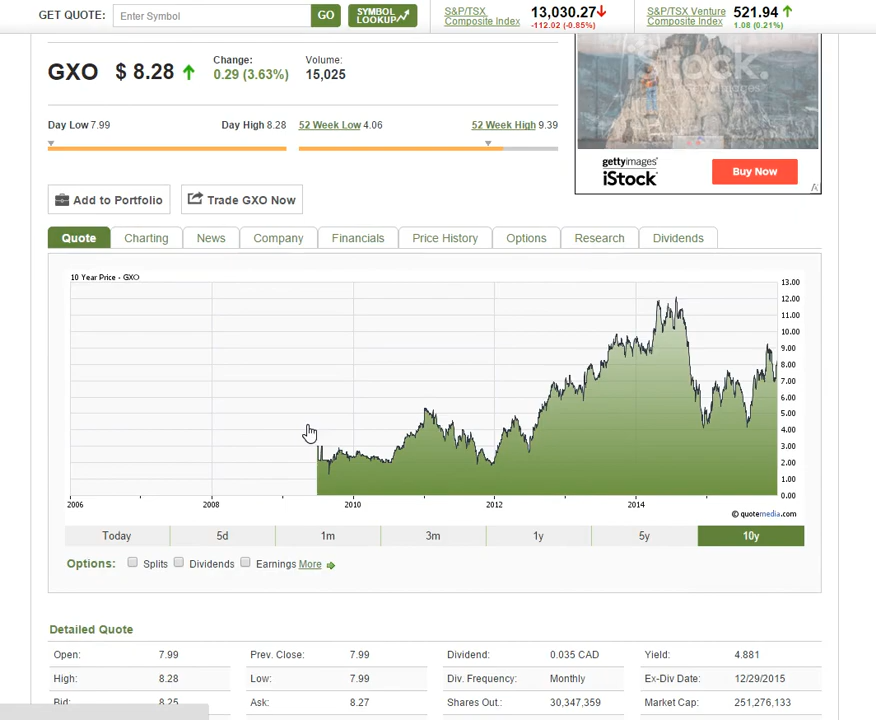 GET QUOTE: Enter Symbol GO SYMBOL LOOKUP S&P/TSX Composite Index 13,030.27 -112.02 (-0.85%) S&P/TSX Venture Composite Index 521.94 1.08 (0.21%)
GXO $ 8.28 Change: 0.29 (3.63%) Volume: 15,025
iStock.
Day Low 7.99 Day High 8.28 52 Week Low 4.06 52 Week High 9.39
gettyimages
iStock Buy Now
Add to Portfolio Trade GXO Now
Quote Charting News Company Financials Price History Options Research Dividends
10 Year Price - GXO
13.00
12.00
11.00
10.00
9.00
8.00
7.00
6.00
5.00
4.00
3.00
2.00
1.00
0.00
2006 2008 2010 2012 2014
© quotemedia.com
Today 5d 1m 3m 1y 5y 10y
Options: Splits Dividends Earnings More
Detailed Quote
Open: 7.99 Prev. Close: 7.99 Dividend: 0.035 CAD Yield: 4.881
High: 8.28 Low: 7.99 Div. Frequency: Monthly Ex-Div Date: 12/29/2015
Bid: 8.25 Ask: 8.27 Shares Out.: 30,347,359 Market Cap: 251,276,133